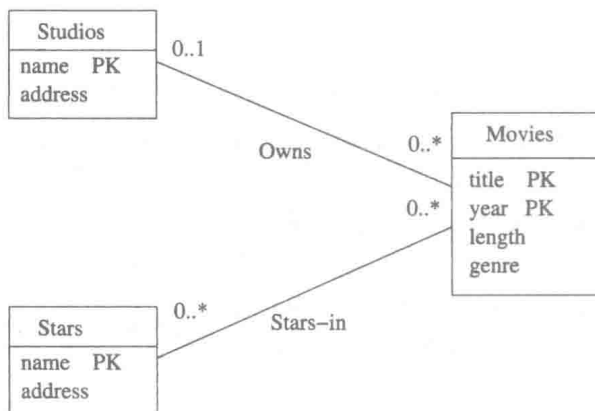 Studios
name PK
address
0..1
Owns
0..*
Movies
title PK
year PK
length
genre
0..*
Stars-in
0..*
Stars
name PK
address